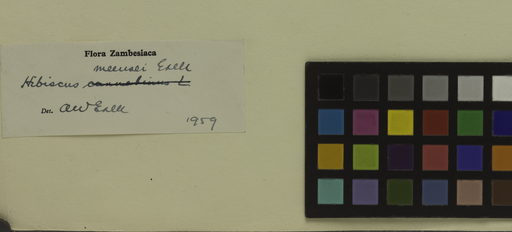 Flora Zambesiaca
meeusei Exell
Hibiscus cannabinus L
Det. AW Exell
1959